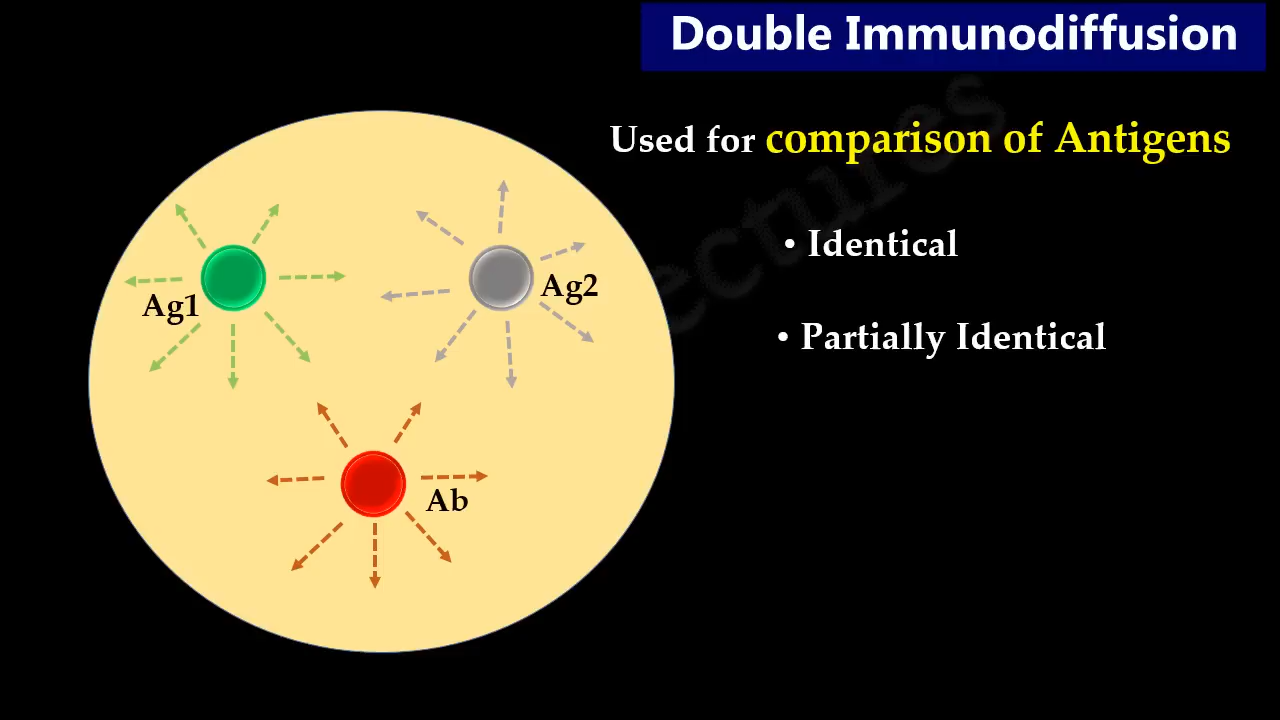 Double Immunodiffusion
Used for comparison of Antigens
• Identical
• Partially Identical
Ag1
Ag2
Ab